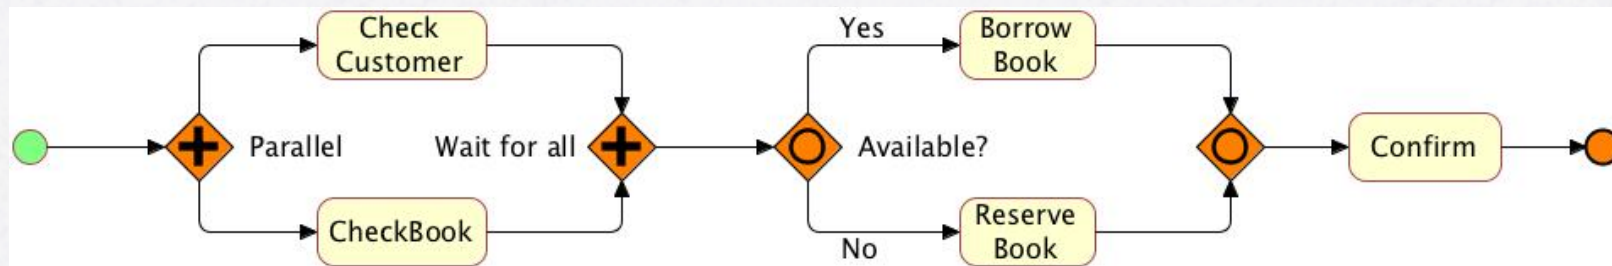 Check
Customer
Parallel
CheckBook
Wait for all
Available?
Yes
Borrow
Book
No
Reserve
Book
Confirm